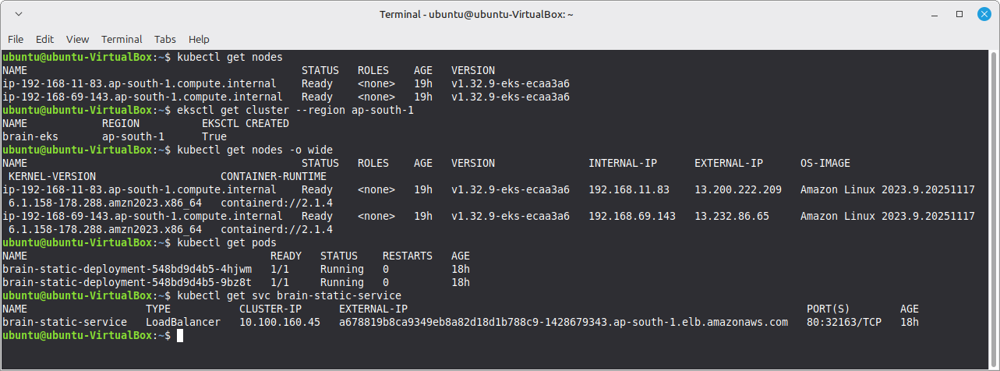 Terminal - ubuntu@ubuntu-VirtualBox: ~
File Edit View Terminal Tabs Help
ubuntu@ubuntu-VirtualBox:~$ kubectl get nodes
NAME STATUS ROLES AGE VERSION
ip-192-168-11-83.ap-south-1.compute.internal Ready <none> 19h v1.32.9-eks-ecaa3a6
ip-192-168-69-143.ap-south-1.compute.internal Ready <none> 19h v1.32.9-eks-ecaa3a6
ubuntu@ubuntu-VirtualBox:~$ eksctl get cluster --region ap-south-1
NAME REGION EKSCTL CREATED
brain-eks ap-south-1 True
ubuntu@ubuntu-VirtualBox:~$ kubectl get nodes -o wide
NAME STATUS ROLES AGE VERSION INTERNAL-IP EXTERNAL-IP OS-IMAGE
KERNEL-VERSION CONTAINER-RUNTIME
ip-192-168-11-83.ap-south-1.compute.internal Ready <none> 19h v1.32.9-eks-ecaa3a6 192.168.11.83 13.200.222.209 Amazon Linux 2023.9.20251117
6.1.158-178.288.amzn2023.x86_64 containerd://2.1.4
ip-192-168-69-143.ap-south-1.compute.internal Ready <none> 19h v1.32.9-eks-ecaa3a6 192.168.69.143 13.232.86.65 Amazon Linux 2023.9.20251117
6.1.158-178.288.amzn2023.x86_64 containerd://2.1.4
ubuntu@ubuntu-VirtualBox:~$ kubectl get pods
NAME READY STATUS RESTARTS AGE
brain-static-deployment-548bd9d4b5-4hjwm 1/1 Running 0 18h
brain-static-deployment-548bd9d4b5-9bz8t 1/1 Running 0 18h
ubuntu@ubuntu-VirtualBox:~$ kubectl get svc brain-static-service
NAME TYPE CLUSTER-IP EXTERNAL-IP PORT(S) AGE
brain-static-service LoadBalancer 10.100.160.45 a678819b8ca9349eb8a82d18d1b788c9-1428679343.ap-south-1.elb.amazonaws.com 80:32163/TCP 18h
ubuntu@ubuntu-VirtualBox:~$